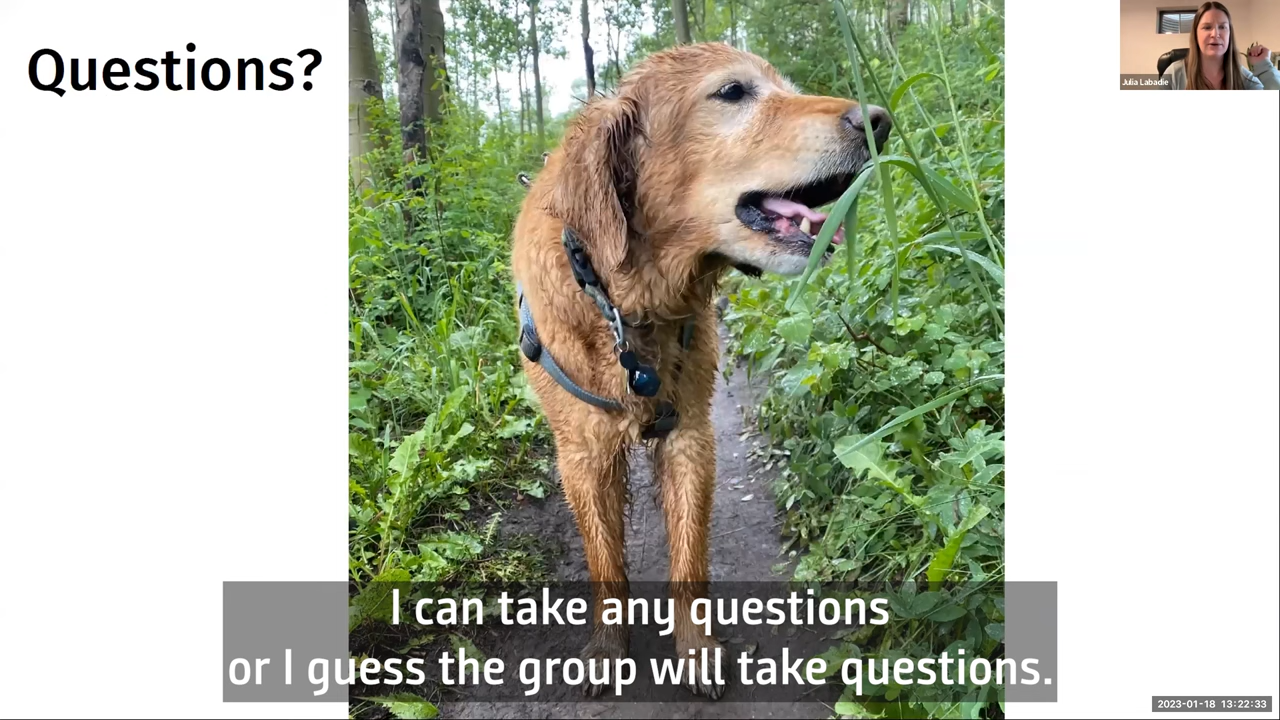 Questions?
Julia Labadie
I can take any questions
or I guess the group will take questions.
2023-01-18 13:22:33